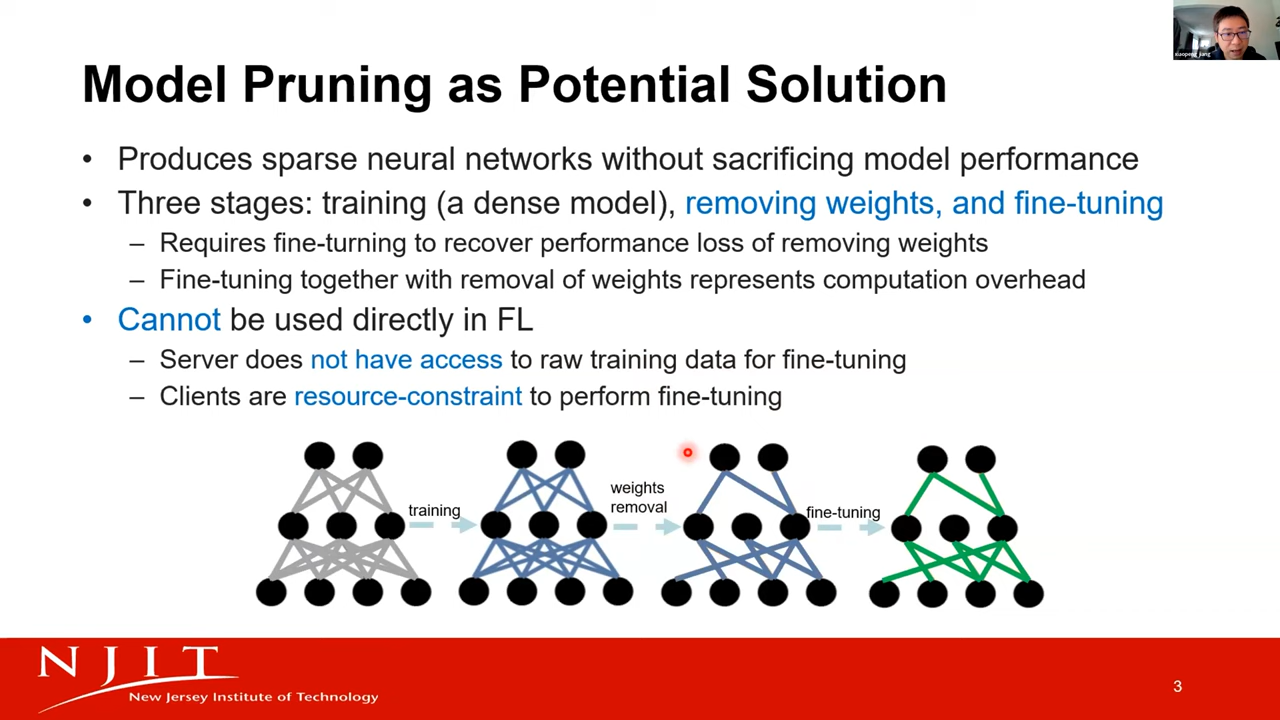 xiaopeng_jiang
Model Pruning as Potential Solution
• Produces sparse neural networks without sacrificing model performance
• Three stages: training (a dense model), removing weights, and fine-tuning
– Requires fine-turning to recover performance loss of removing weights
– Fine-tuning together with removal of weights represents computation overhead
• Cannot be used directly in FL
– Server does not have access to raw training data for fine-tuning
– Clients are resource-constraint to perform fine-tuning
training
weights
removal
fine-tuning
NJIT
New Jersey Institute of Technology
3